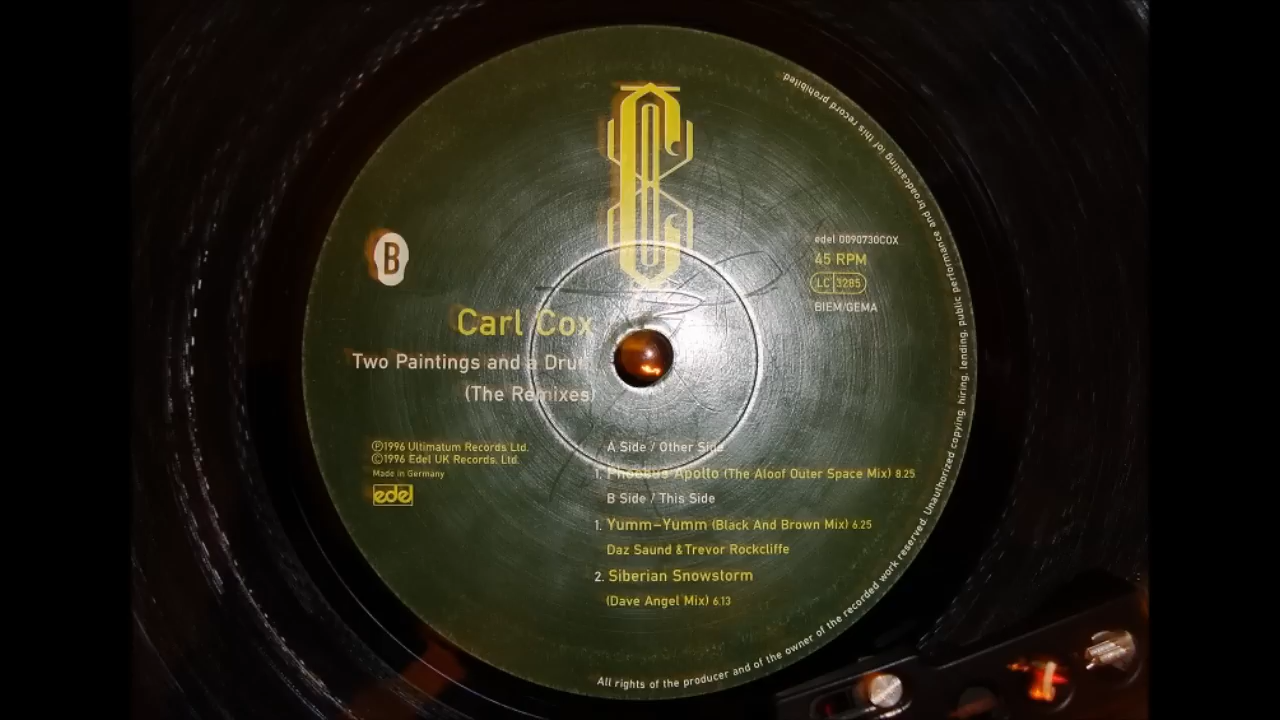 B
edel 0090730COX
45 RPM
LC 3285
BIEM/GEMA
Carl Cox
Two Paintings and a Drum
(The Remixes)
℗1996 Ultimatum Records Ltd.
©1996 Edel UK Records. Ltd.
Made in Germany
edel
A Side / Other Side
1. Phoebus Apollo (The Aloof Outer Space Mix) 8.25
B Side / This Side
1. Yumm-Yumm (Black And Brown Mix) 6.25
Daz Saund & Trevor Rockcliffe
2. Siberian Snowstorm
(Dave Angel Mix) 6.13
All rights of the producer and of the owner of the recorded work reserved. Unauthorized copying, hiring, lending, public performance and broadcasting (of this record prohibited.